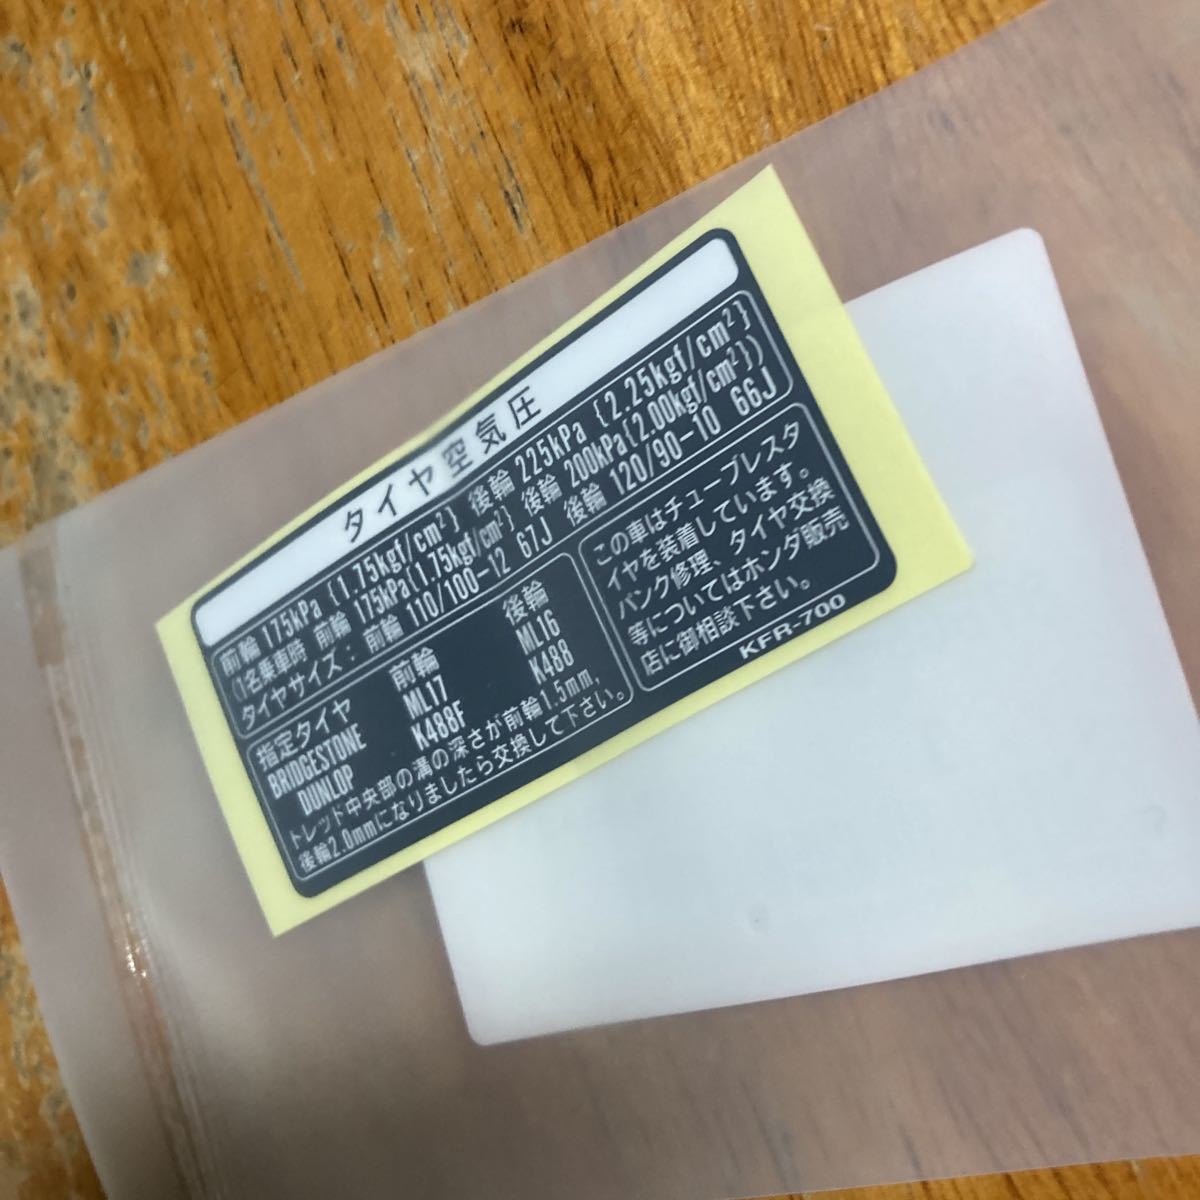 タイヤ空気圧
前輪 175kPa {1.75kgf/cm²} 後輪 225kPa {2.25kgf/cm²}
(1名乗車時 前輪 175kPa{1.75kgf/cm²} 後輪 200kPa{2.00kgf/cm²})
タイヤサイズ: 前輪 110/100-12 67J 後輪 120/90-10 66J
指定タイヤ 前輪 後輪
BRIDGESTONE ML17 ML16
DUNLOP K488F K488
トレッド中央部の溝の深さが前輪1.5mm,
後輪2.0mmになりましたら交換して下さい。
この車はチューブレスタ
イヤを装着しています。
パンク修理、タイヤ交換
等についてはホンダ販売
店に御相談下さい。
KFR-700